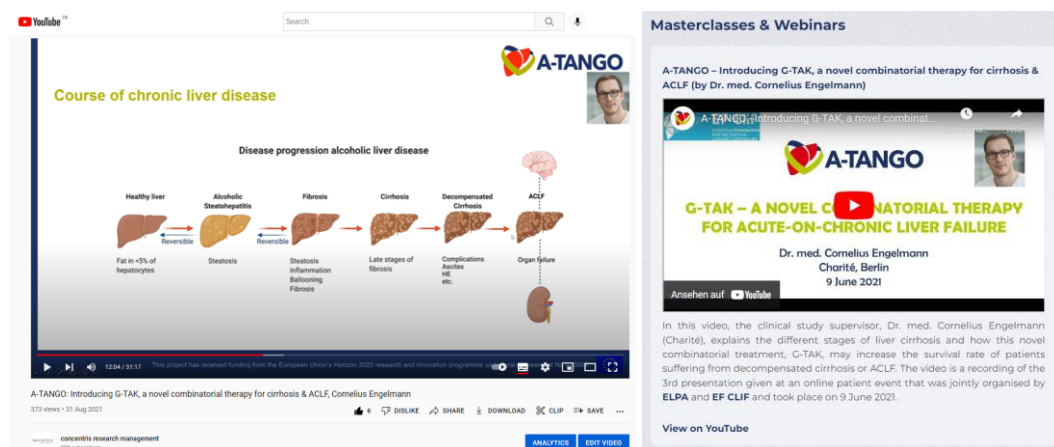 YouTube
Search
A-TANGO
Course of chronic liver disease
Disease progression alcoholic liver disease
Healthy liver
Alcoholic
Steatohepatitis
Fibrosis
Cirrhosis
Decompensated
Cirrhosis
ACLF
Reversible
Reversible
Fat in <5% of
hepatocytes
Steatosis
Steatosis
Inflammation
Ballooning
Fibrosis
Late stages of
fibrosis
Complications
Ascites
HE
etc.
Organ failure
12:04 / 31:17
This project has received funding from the European Union's Horizon 2020 research and innovation programme
A-TANGO: Introducing G-TAK, a novel combinatorial therapy for cirrhosis & ACLF, Cornelius Engelmann
373 views • 31 Aug 2021
6 DISLIKE SHARE DOWNLOAD CLIP SAVE ...
concentris research management
ANALYTICS EDIT VIDEO
Masterclasses & Webinars
A-TANGO – Introducing G-TAK, a novel combinatorial therapy for cirrhosis &
ACLF (by Dr. med. Cornelius Engelmann)
A-TANGO: Introducing G-TAK, a novel combinat...
A-TANGO
G-TAK – A NOVEL C NATORIAL THERAPY
FOR ACUTE-ON-CHRONIC LIVER FAILURE
Dr. med. Cornelius Engelmann
Charité, Berlin
9 June 2021
Ansehen auf YouTube
In this video, the clinical study supervisor, Dr. med. Cornelius Engelmann
(Charité), explains the different stages of liver cirrhosis and how this novel
combinatorial treatment, G-TAK, may increase the survival rate of patients
suffering from decompensated cirrhosis or ACLF. The video is a recording of the
3rd presentation given at an online patient event that was jointly organised by
ELPA and EF CLIF and took place on 9 June 2021.
View on YouTube